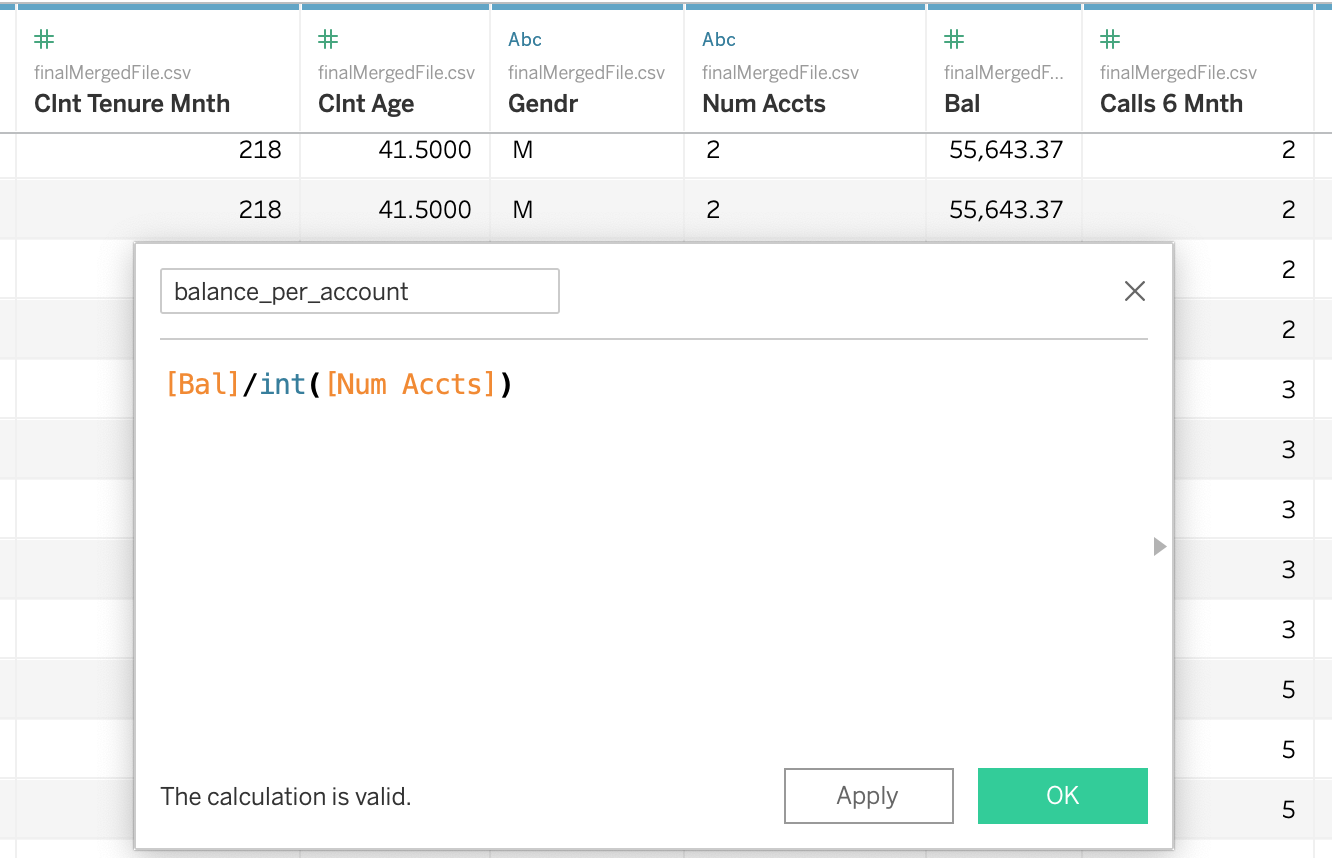 # # Abc Abc # #
finalMergedFile.csv finalMergedFile.csv finalMergedFile.csv finalMergedFile.csv finalMergedF... finalMergedFile.csv
Clnt Tenure Mnth Clnt Age Gendr Num Accts Bal Calls 6 Mnth
218 41.5000 M 2 55,643.37 2
218 41.5000 M 2 55,643.37 2
2
balance_per_account
2
[Bal]/int([Num Accts])
3
3
3
3
3
5
5
The calculation is valid. Apply OK
5